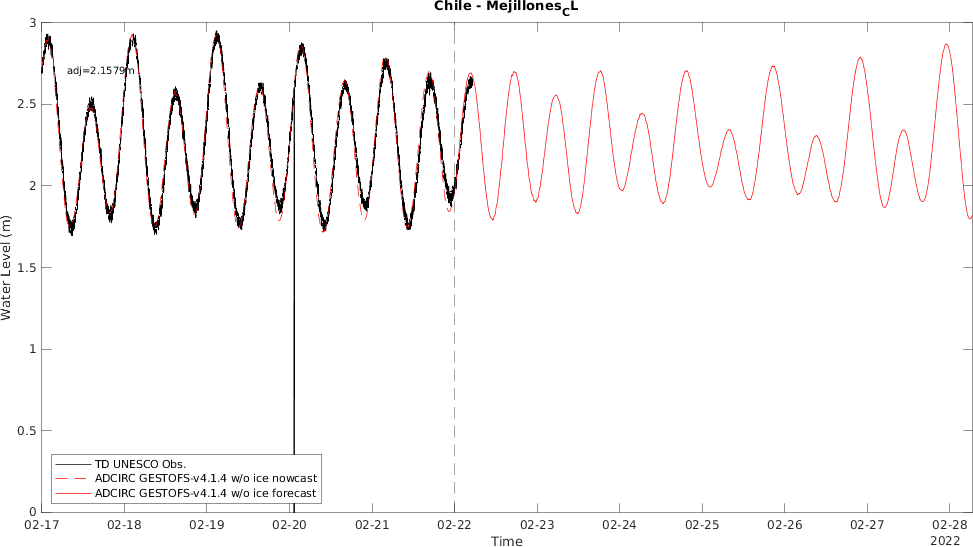 Chile - Mejillones_CL
3
2.5
2
1.5
1
0.5
0
Water Level (m)
adj=2.1579m
TD UNESCO Obs.
ADCIRC GESTOFS-v4.1.4 w/o ice nowcast
ADCIRC GESTOFS-v4.1.4 w/o ice forecast
02-17 02-18 02-19 02-20 02-21 02-22 02-23 02-24 02-25 02-26 02-27 02-28
Time
2022